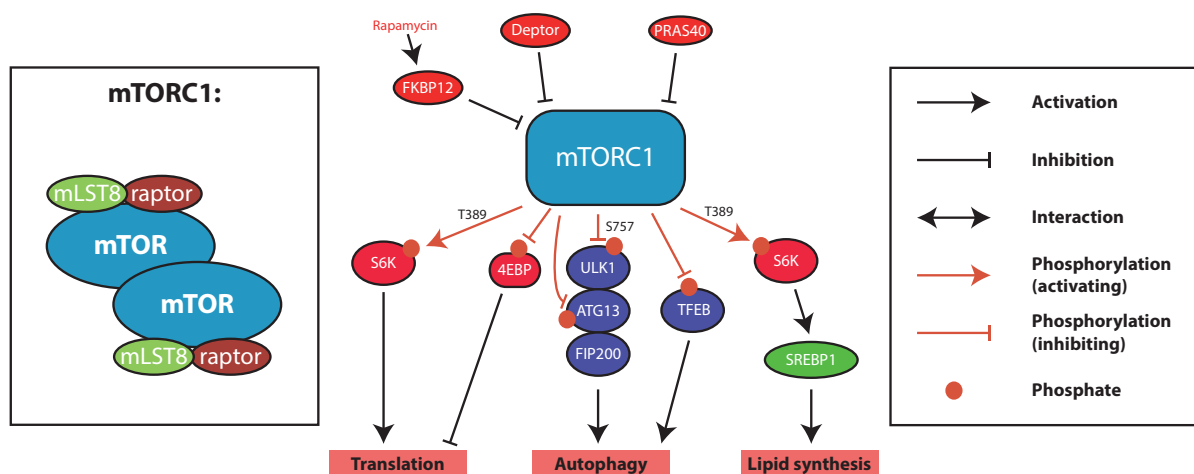 mTORC1:
mLST8
raptor
mTOR
mTOR
mLST8
raptor
Rapamycin
Deptor
PRAS40
FKBP12
mTORC1
T389
S757
T389
S6K
4EBP
ULK1
S6K
ATG13
TFEB
FIP200
SREBP1
Translation
Autophagy
Lipid synthesis
Activation
Inhibition
Interaction
Phosphorylation
(activating)
Phosphorylation
(inhibiting)
Phosphate